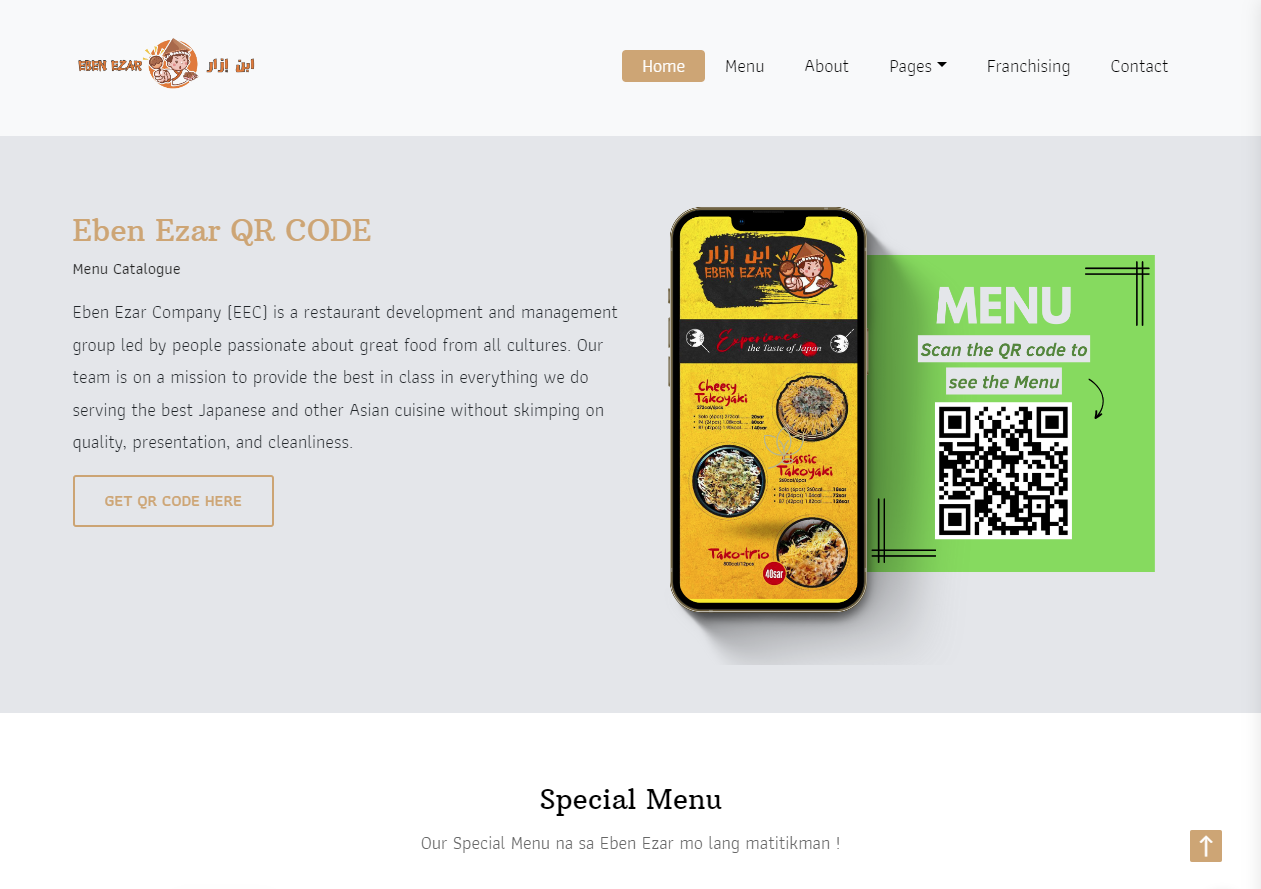 EBEN EZAR ابن إزار
Home Menu About Pages Franchising Contact
Eben Ezar QR CODE
Menu Catalogue
Eben Ezar Company (EEC) is a restaurant development and management
group led by people passionate about great food from all cultures. Our
team is on a mission to provide the best in class in everything we do
serving the best Japanese and other Asian cuisine without skimping on
quality, presentation, and cleanliness.
GET QR CODE HERE
ابن ازار
EBEN EZAR
Experience
the Taste of Japan
Cheesy
Takoyaki
272cal/6pcs
Classic
Takoyaki
260cal/6pcs
Tako-trio
40sar
MENU
Scan the QR code to
see the Menu
Special Menu
Our Special Menu na sa Eben Ezar mo lang matitikman !